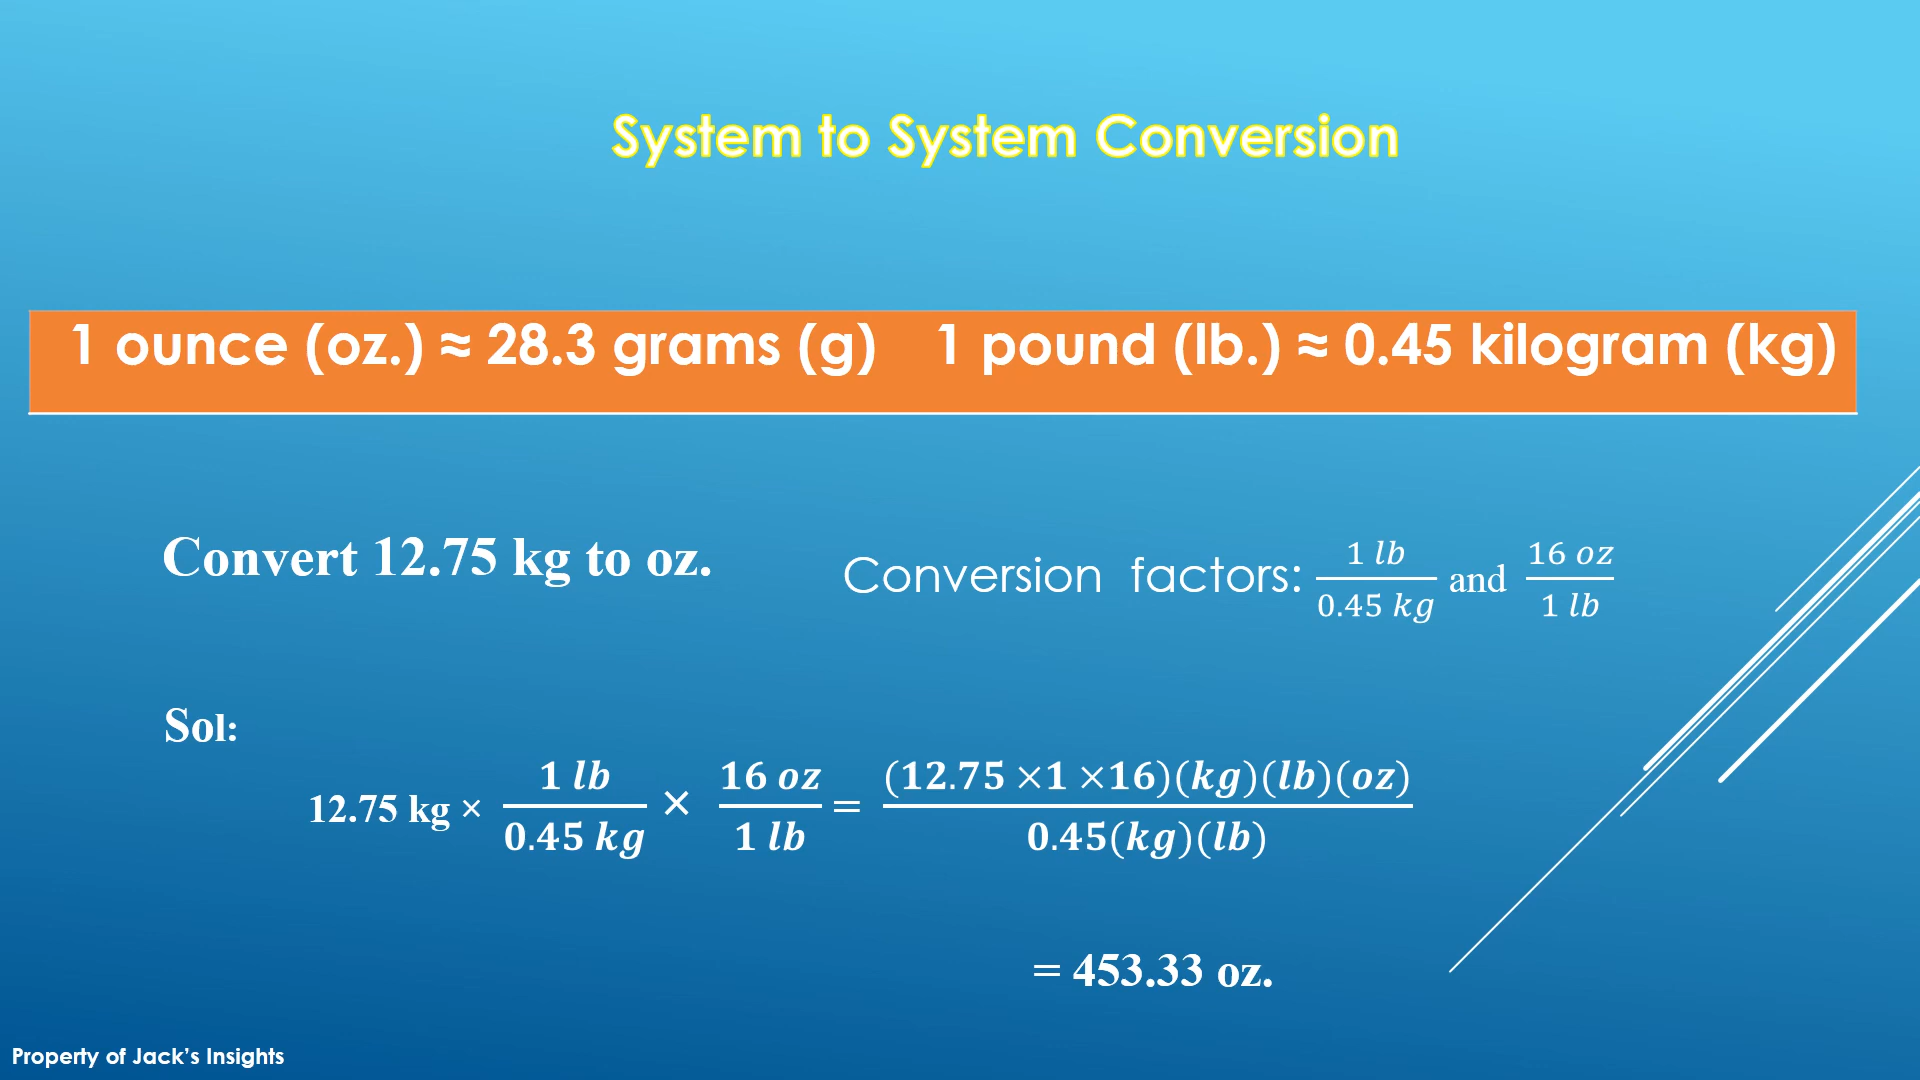 System to System Conversion
1 ounce (oz.) ≈ 28.3 grams (g) 1 pound (lb.) ≈ 0.45 kilogram (kg)
Convert 12.75 kg to oz.
Conversion factors: 1 lb / 0.45 kg and 16 oz / 1 lb
Sol:
12.75 kg × 1 lb / 0.45 kg × 16 oz / 1 lb = (12.75 ×1 ×16)(kg)(lb)(oz) / 0.45(kg)(lb)
= 453.33 oz.
Property of Jack's Insights